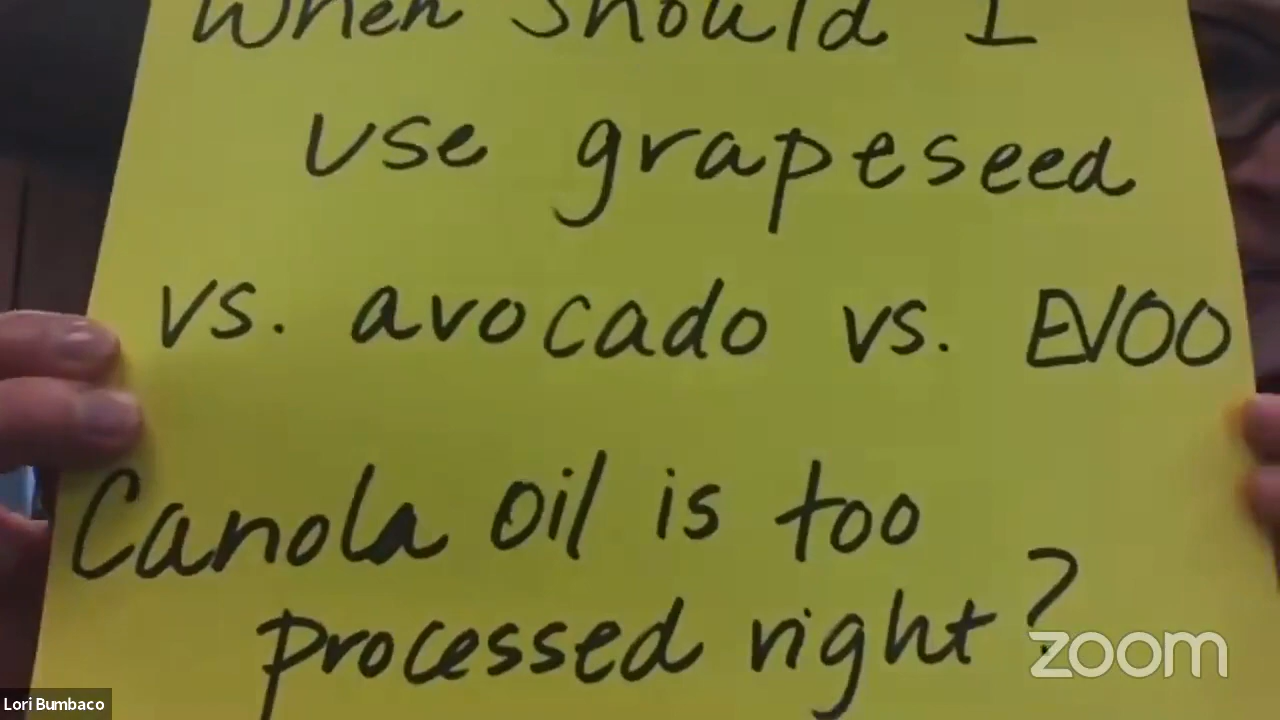 When should I
use grapeseed
vs. avocado vs. EVOO
Canola oil is too
processed right?
zoom
Lori Bumbaco